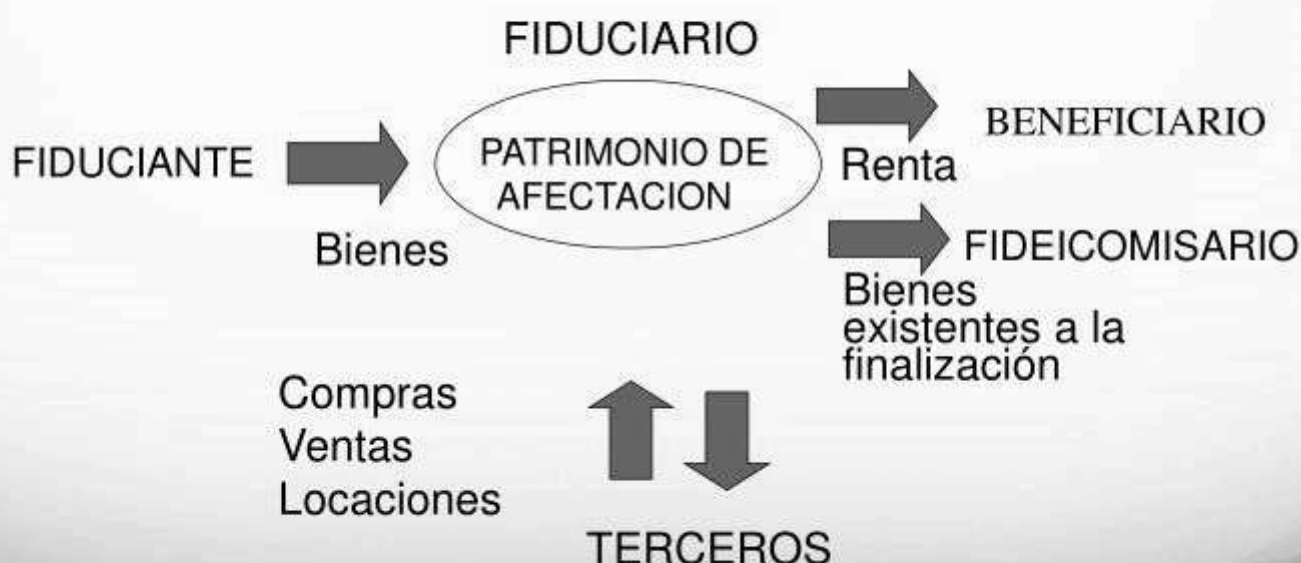 FIDUCIARIO
FIDUCIANTE
Bienes
PATRIMONIO DE
AFECTACION
Renta
BENEFICIARIO
FIDEICOMISARIO
Bienes
existentes a la
finalización
Compras
Ventas
Locaciones
TERCEROS